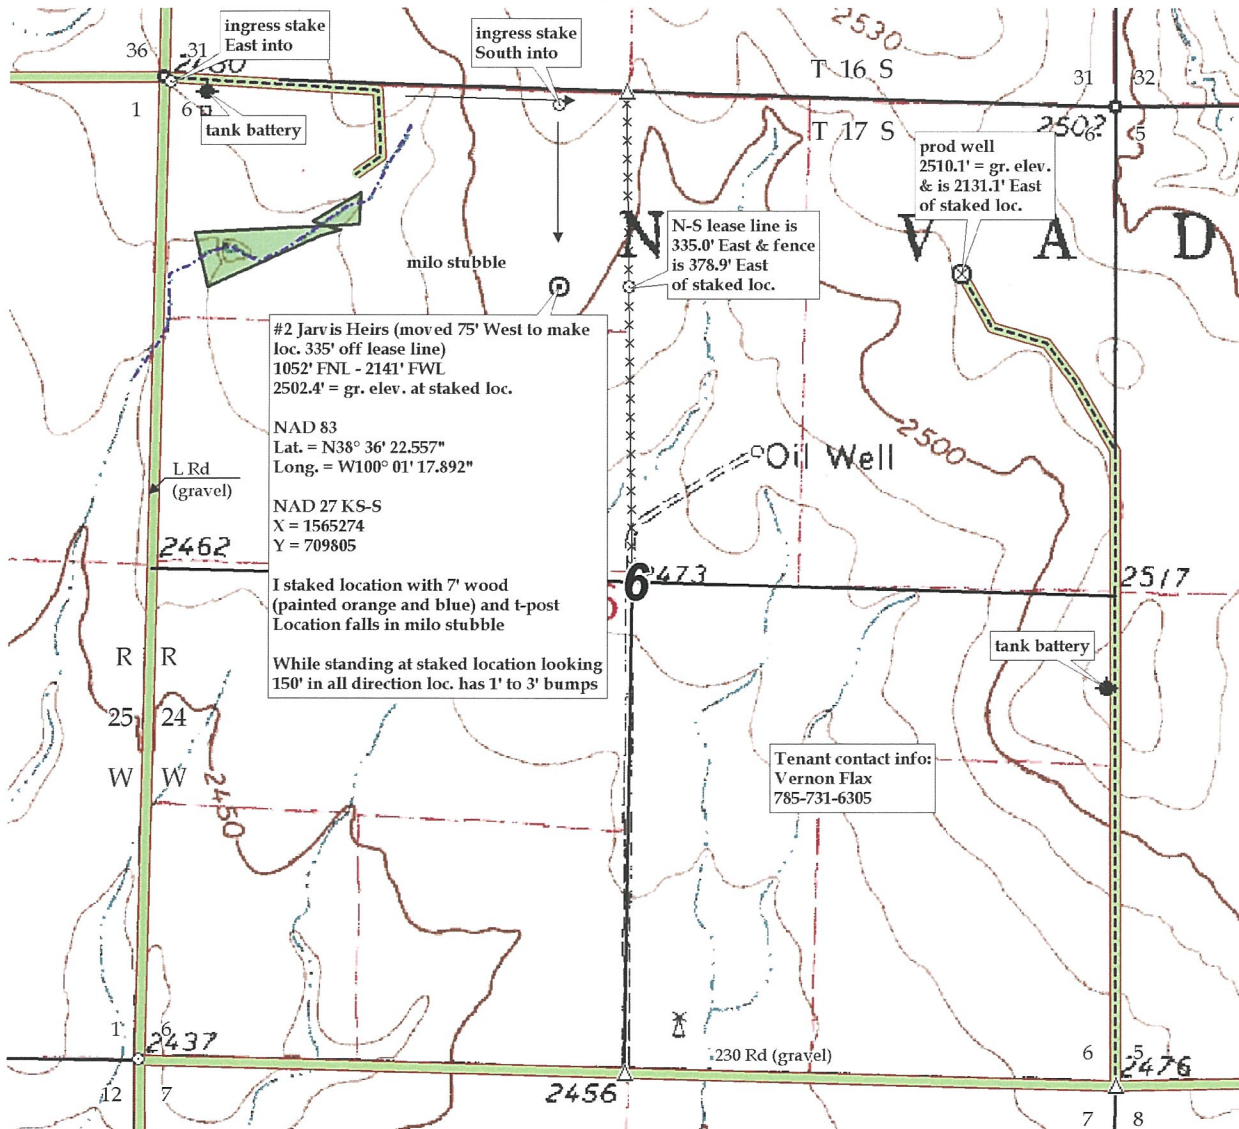 ingress stake
East into
ingress stake
South into
2530
36
31
T 16 S
31
32
1
6
tank battery
T 17 S
2502
6
5
prod well
2510.1' = gr. elev.
& is 2131.1' East
of staked loc.
N V A D
N-S lease line is
335.0' East & fence
is 378.9' East
of staked loc.
milo stubble
#2 Jarvis Heirs (moved 75' West to make
loc. 335' off lease line)
1052' FNL - 2141' FWL
2502.4' = gr. elev. at staked loc.
NAD 83
Lat. = N38° 36' 22.557"
Long. = W100° 01' 17.892"
NAD 27 KS-S
X = 1565274
Y = 709805
I staked location with 7' wood
(painted orange and blue) and t-post
Location falls in milo stubble
While standing at staked location looking
150' in all direction loc. has 1' to 3' bumps
2500
Oil Well
L Rd
(gravel)
2462
6
2473
2517
tank battery
R
R
25
24
W
W
2450
Tenant contact info:
Vernon Flax
785-731-6305
1
6
2437
230 Rd (gravel)
6
5
2476
12
7
2456
7
8